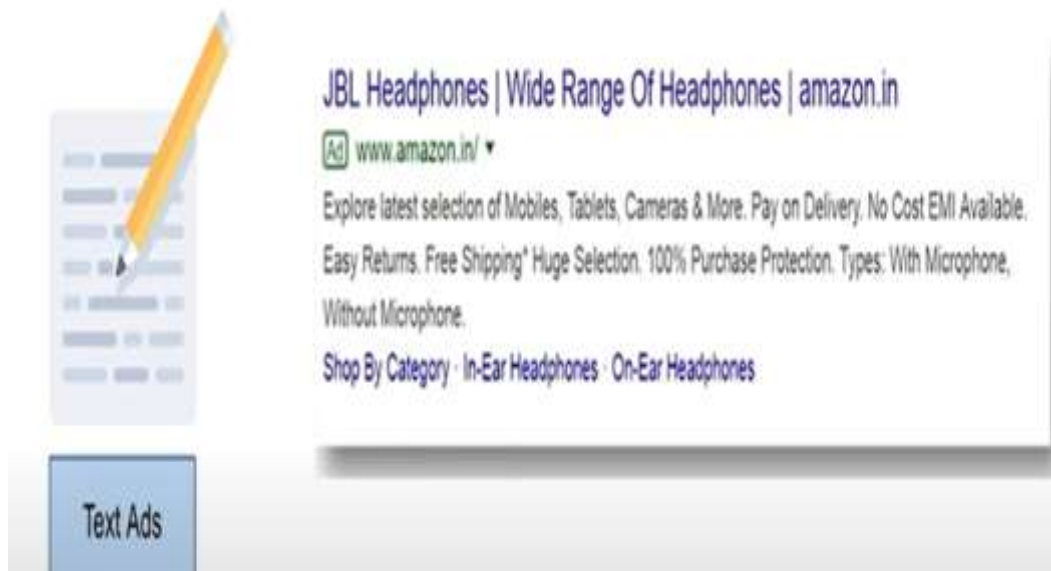 JBL Headphones | Wide Range Of Headphones | amazon.in
Ad www.amazon.in/ ▾
Explore latest selection of Mobiles, Tablets, Cameras & More. Pay on Delivery. No Cost EMI Available.
Easy Returns. Free Shipping* Huge Selection. 100% Purchase Protection. Types: With Microphone,
Without Microphone.
Shop By Category · In-Ear Headphones · On-Ear Headphones
Text Ads